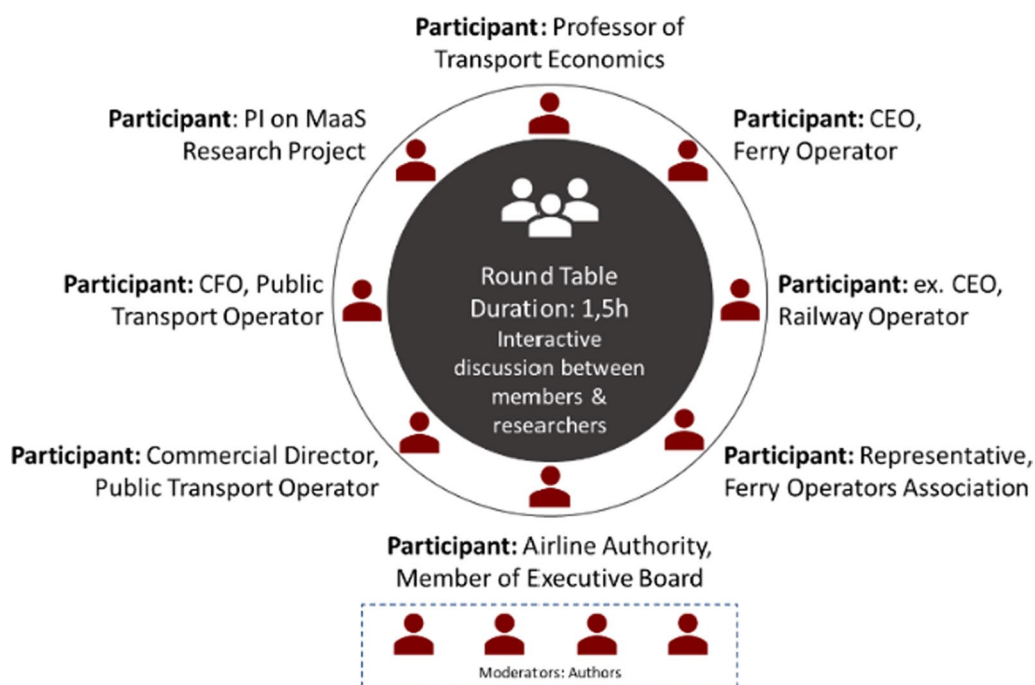 Participant: Professor of
Transport Economics
Participant: PI on MaaS
Research Project
Participant: CEO,
Ferry Operator
Participant: CFO, Public
Transport Operator
Round Table
Duration: 1,5h
Interactive
discussion between
members &
researchers
Participant: ex. CEO,
Railway Operator
Participant: Commercial Director,
Public Transport Operator
Participant: Representative,
Ferry Operators Association
Participant: Airline Authority,
Member of Executive Board
Moderators: Authors